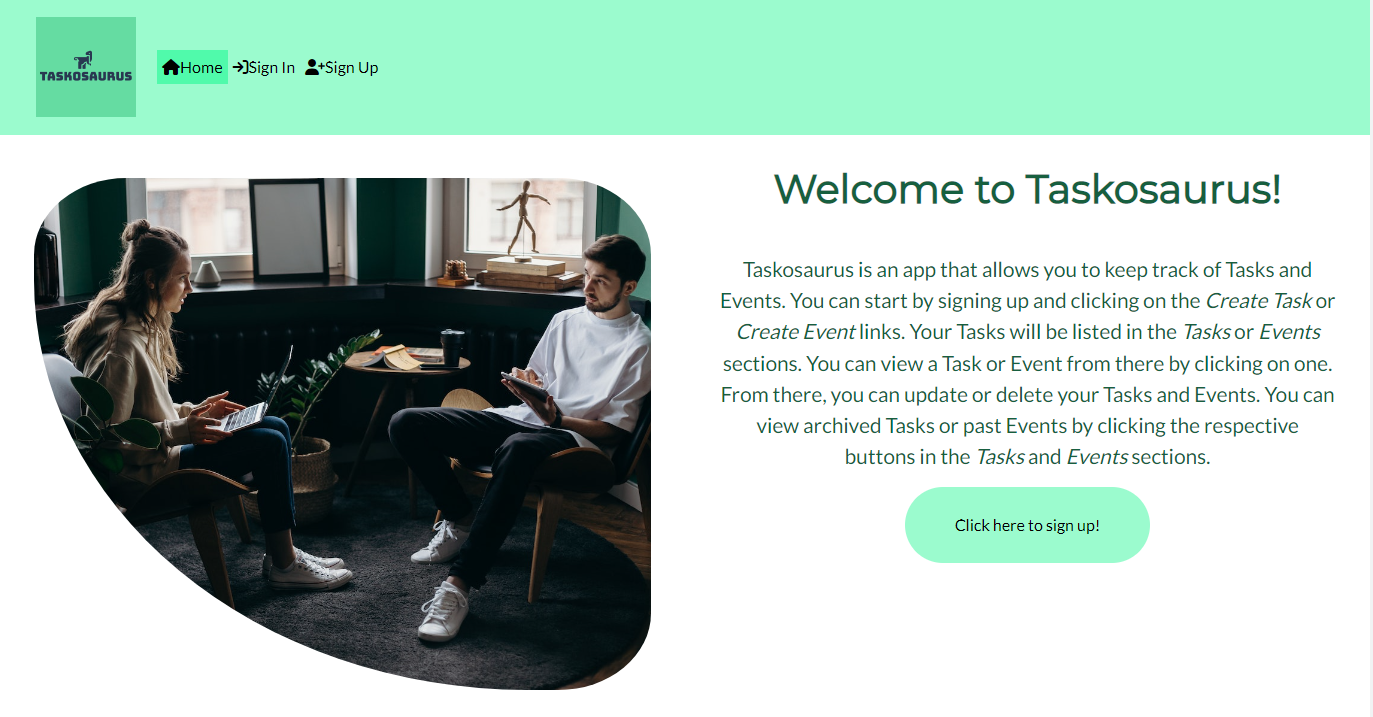 TASKOSAURUS
Home Sign In Sign Up
Welcome to Taskosaurus!
Taskosaurus is an app that allows you to keep track of Tasks and
Events. You can start by signing up and clicking on the Create Task or
Create Event links. Your Tasks will be listed in the Tasks or Events
sections. You can view a Task or Event from there by clicking on one.
From there, you can update or delete your Tasks and Events. You can
view archived Tasks or past Events by clicking the respective
buttons in the Tasks and Events sections.
Click here to sign up!